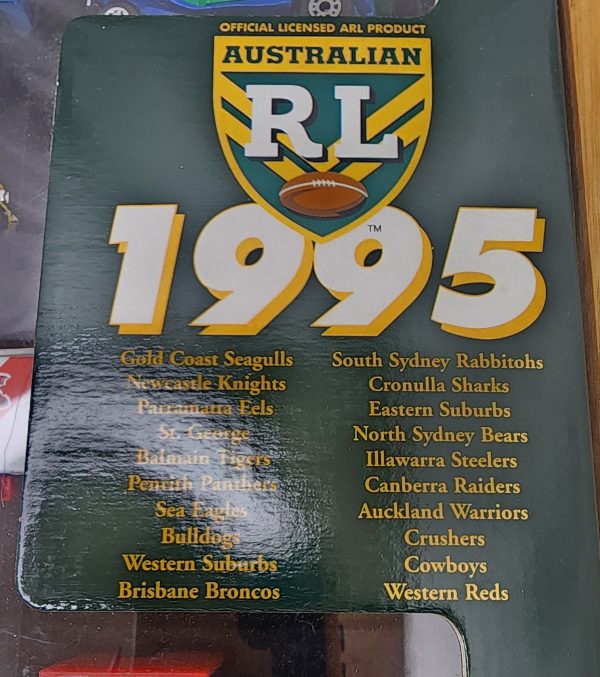 OFFICIAL LICENSED ARL PRODUCT
AUSTRALIAN
RL
TM
1995
Gold Coast Seagulls
Newcastle Knights
Parramatta Eels
St. George
Balmain Tigers
Penrith Panthers
Sea Eagles
Bulldogs
Western Suburbs
Brisbane Broncos
South Sydney Rabbitohs
Cronulla Sharks
Eastern Suburbs
North Sydney Bears
Illawarra Steelers
Canberra Raiders
Auckland Warriors
Crushers
Cowboys
Western Reds